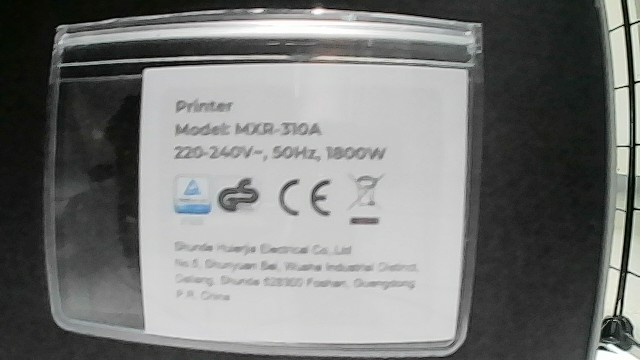 Printer
Model: MXR-310A
220-240V~, 50Hz, 1800W
CE
Shunde Huierjia Electrical Co., Ltd
No.5, Shunyuan Bei, Wusha Industrial District,
Daliang, Shunde 528300 Foshan, Guangdong
P.R. China